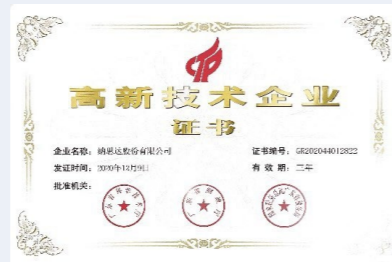 高新技术企业
证书
企业名称：纳思达股份有限公司
证书编号：GR202044012822
发证时间：2020年12月9日
有效期：三年
批准机关：